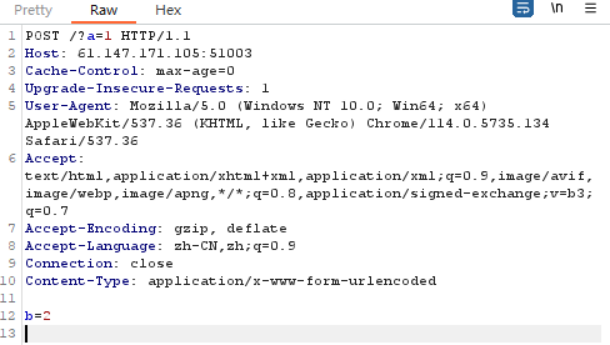 Pretty Raw Hex \n
1 POST /?a=1 HTTP/1.1
2 Host: 61.147.171.105:51003
3 Cache-Control: max-age=0
4 Upgrade-Insecure-Requests: 1
5 User-Agent: Mozilla/5.0 (Windows NT 10.0; Win64; x64)
AppleWebKit/537.36 (KHTML, like Gecko) Chrome/114.0.5735.134
Safari/537.36
6 Accept:
text/html,application/xhtml+xml,application/xml;q=0.9,image/avif,
image/webp,image/apng,*/*;q=0.8,application/signed-exchange;v=b3;
q=0.7
7 Accept-Encoding: gzip, deflate
8 Accept-Language: zh-CN,zh;q=0.9
9 Connection: close
10 Content-Type: application/x-www-form-urlencoded
11
12 b=2
13